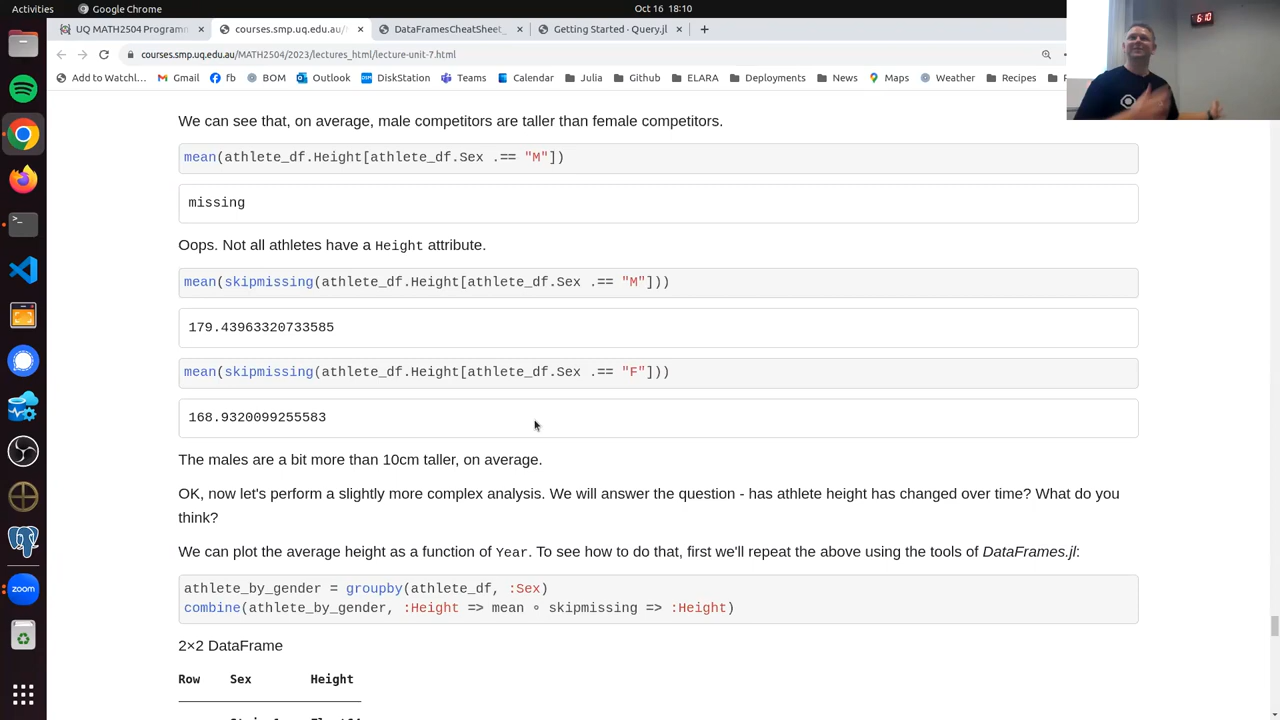 Activities
Google Chrome
Oct 16 18:10
UQ MATH2504 Program
courses.smp.uq.edu.au/
DataFramesCheatSheet_
Getting Started · Query.jl
6:10
courses.smp.uq.edu.au/MATH2504/2023/lectures_html/lecture-unit-7.html
Add to Watchl… Gmail fb BOM Outlook DiskStation Teams Calendar Julia Github ELARA Deployments News Maps Weather Recipes
We can see that, on average, male competitors are taller than female competitors.
mean(athlete_df.Height[athlete_df.Sex .== "M"])
missing
Oops. Not all athletes have a Height attribute.
mean(skipmissing(athlete_df.Height[athlete_df.Sex .== "M"]))
179.43963320733585
mean(skipmissing(athlete_df.Height[athlete_df.Sex .== "F"]))
168.9320099255583
The males are a bit more than 10cm taller, on average.
OK, now let's perform a slightly more complex analysis. We will answer the question - has athlete height has changed over time? What do you
think?
We can plot the average height as a function of Year. To see how to do that, first we'll repeat the above using the tools of DataFrames.jl:
athlete_by_gender = groupby(athlete_df, :Sex)
combine(athlete_by_gender, :Height => mean ∘ skipmissing => :Height)
2×2 DataFrame
Row Sex Height
zoom